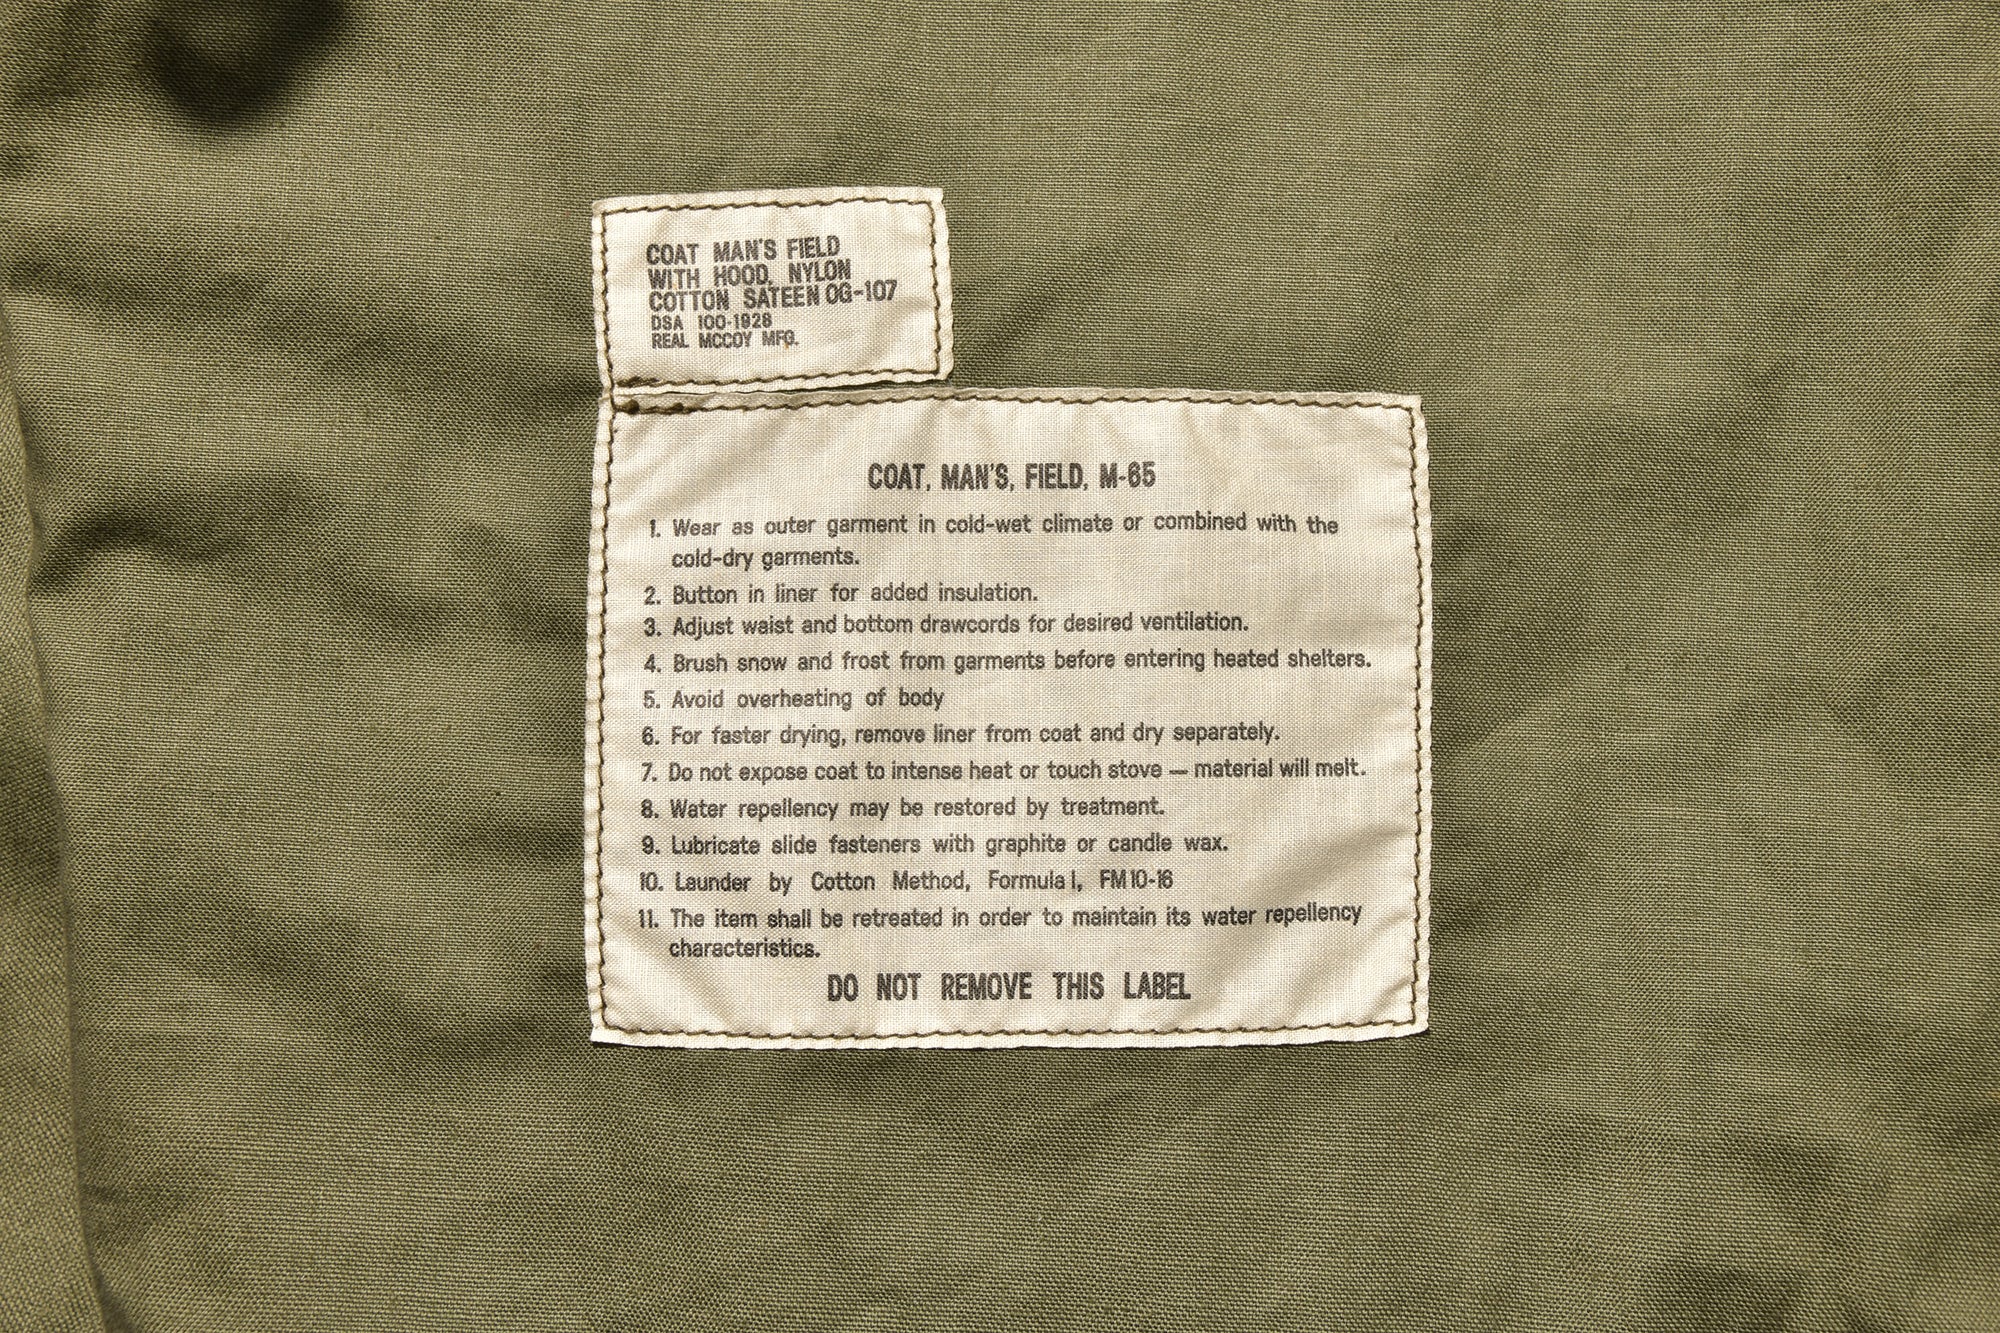 COAT MAN'S FIELD
WITH HOOD, NYLON
COTTON SATEEN OG-107
DSA 100-1928
REAL MCCOY MFG.
COAT, MAN'S, FIELD, M-65
1. Wear as outer garment in cold-wet climate or combined with the
cold-dry garments.
2. Button in liner for added insulation.
3. Adjust waist and bottom drawcords for desired ventilation.
4. Brush snow and frost from garments before entering heated shelters.
5. Avoid overheating of body
6. For faster drying, remove liner from coat and dry separately.
7. Do not expose coat to intense heat or touch stove — material will melt.
8. Water repellency may be restored by treatment.
9. Lubricate slide fasteners with graphite or candle wax.
10. Launder by Cotton Method, Formula I, FM 10-16
11. The item shall be retreated in order to maintain its water repellency
characteristics.
DO NOT REMOVE THIS LABEL